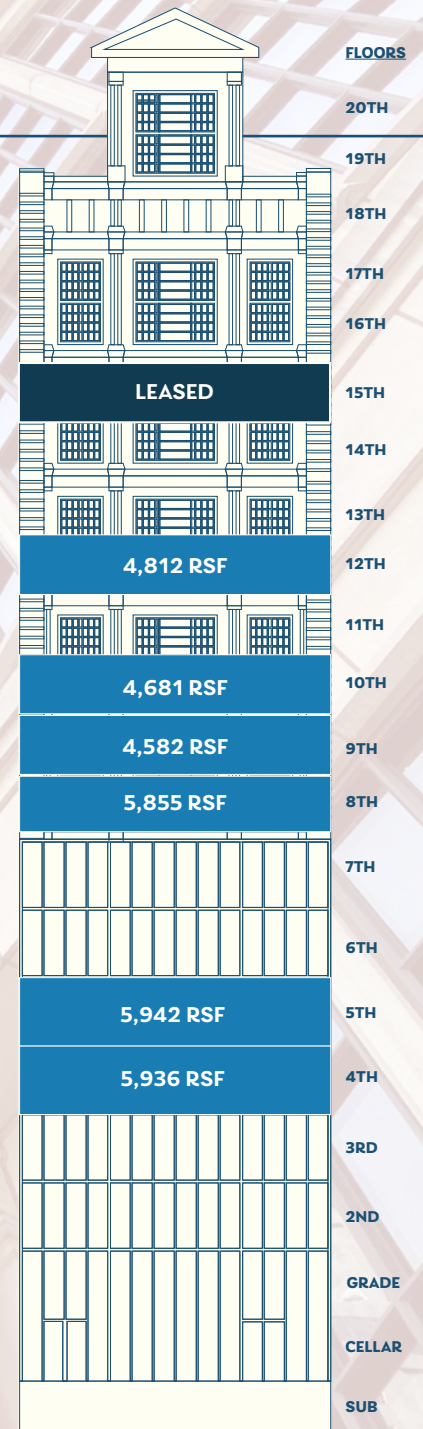 FLOORS
20TH
19TH
18TH
17TH
16TH
LEASED 15TH
14TH
13TH
4,812 RSF 12TH
11TH
4,681 RSF 10TH
4,582 RSF 9TH
5,855 RSF 8TH
7TH
6TH
5,942 RSF 5TH
5,936 RSF 4TH
3RD
2ND
GRADE
CELLAR
SUB